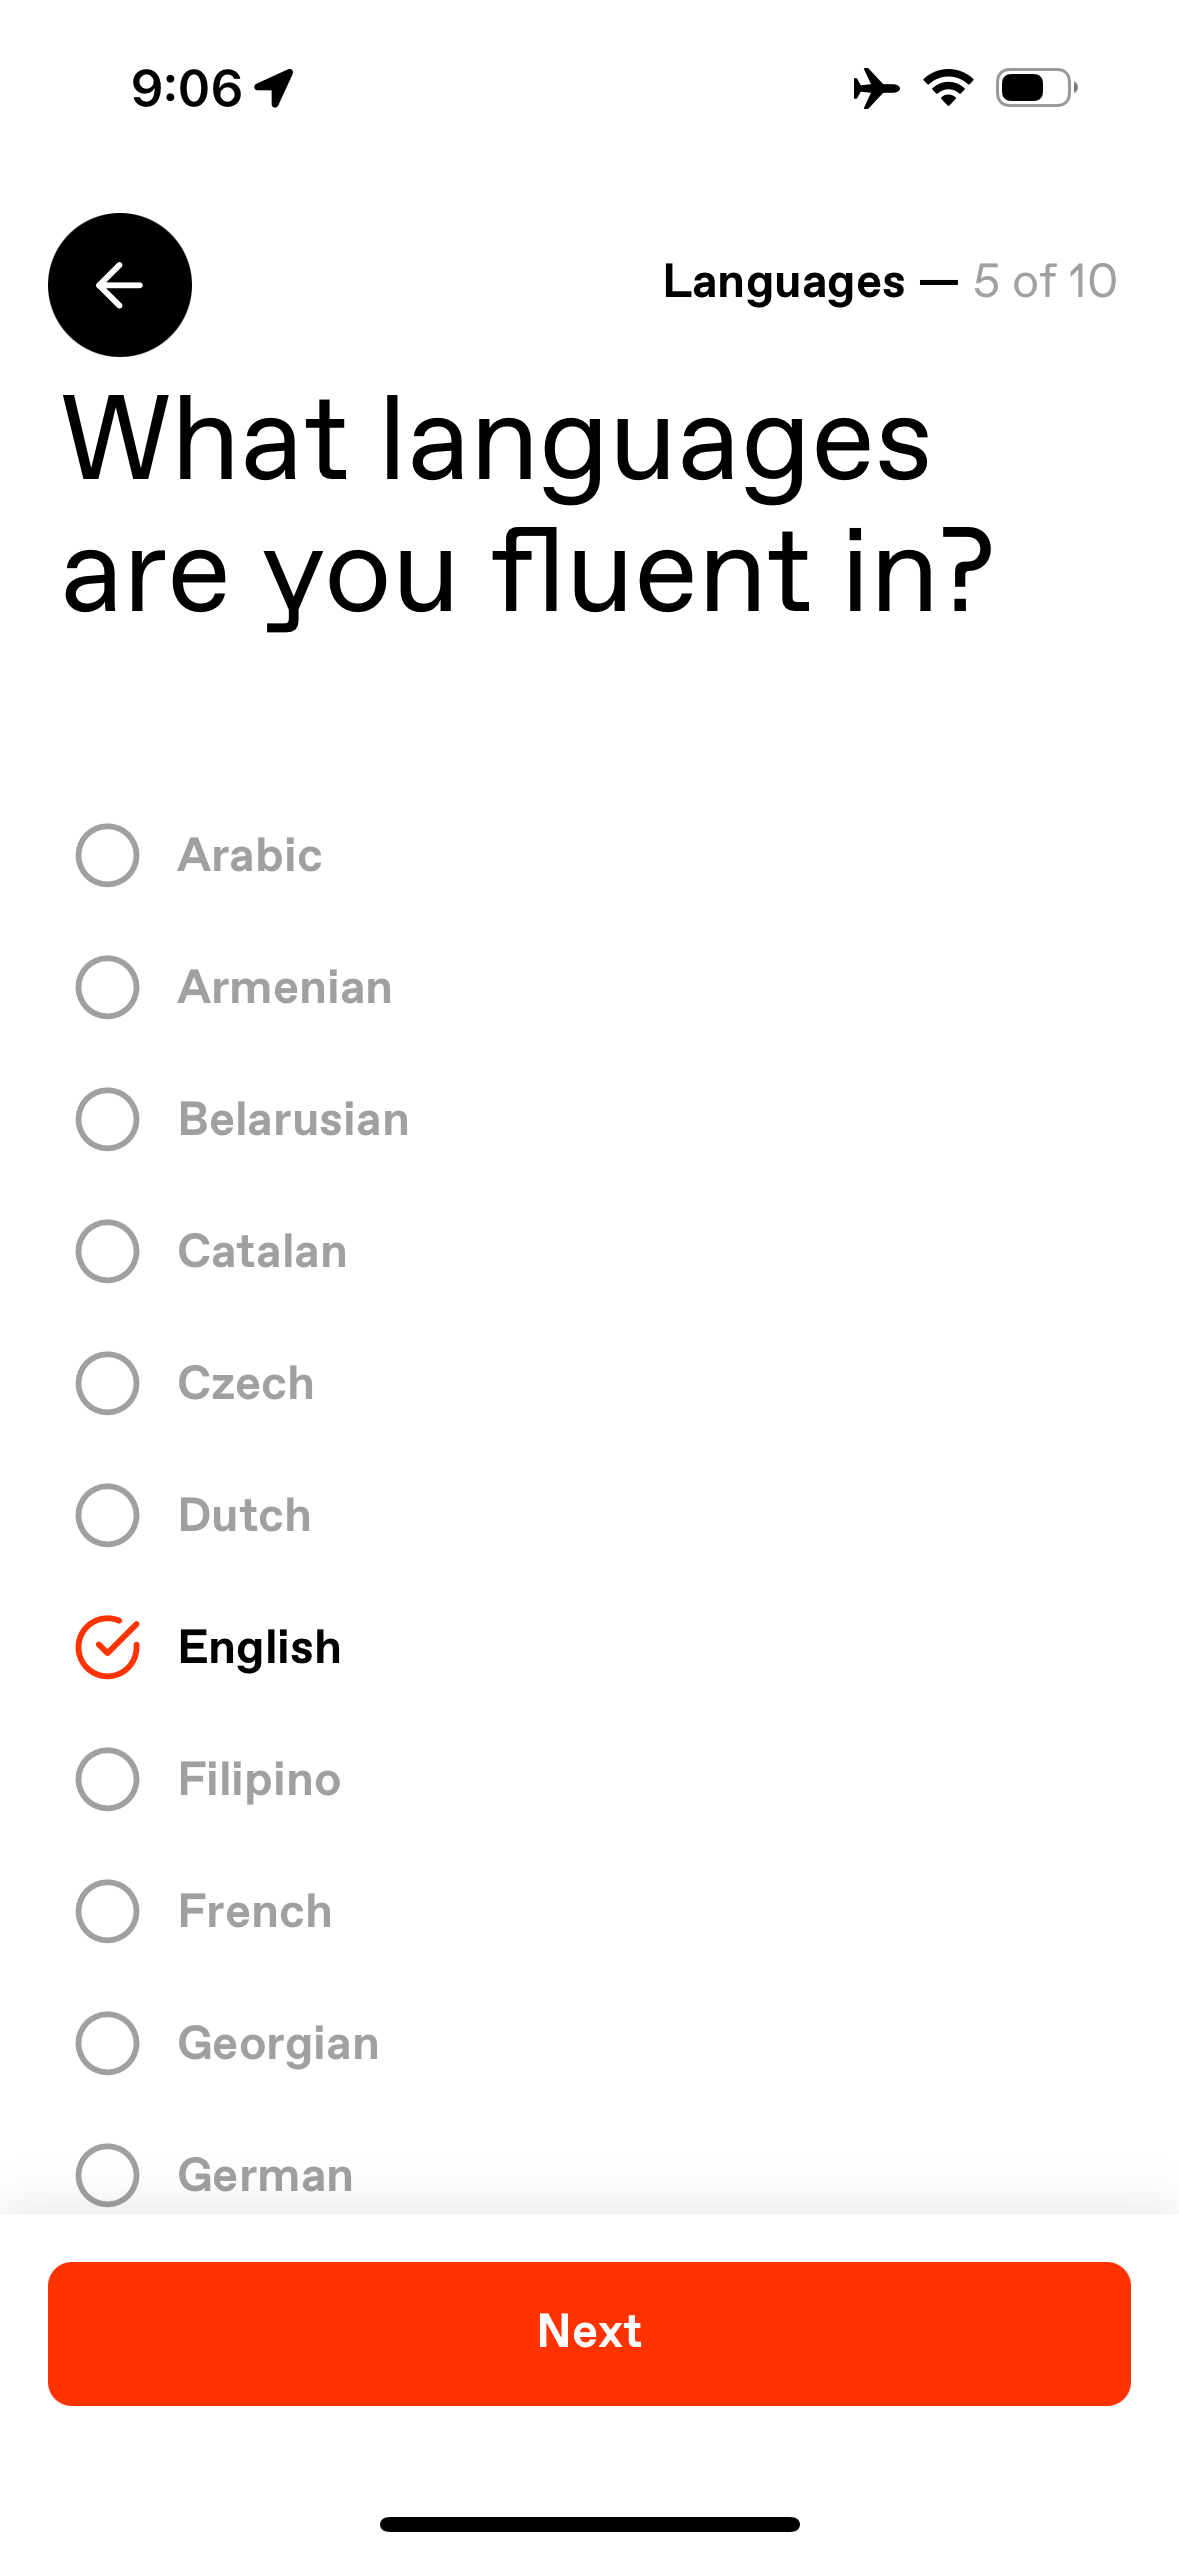 9:06
Languages — 5 of 10
What languages
are you fluent in?
Arabic
Armenian
Belarusian
Catalan
Czech
Dutch
English
Filipino
French
Georgian
German
Next